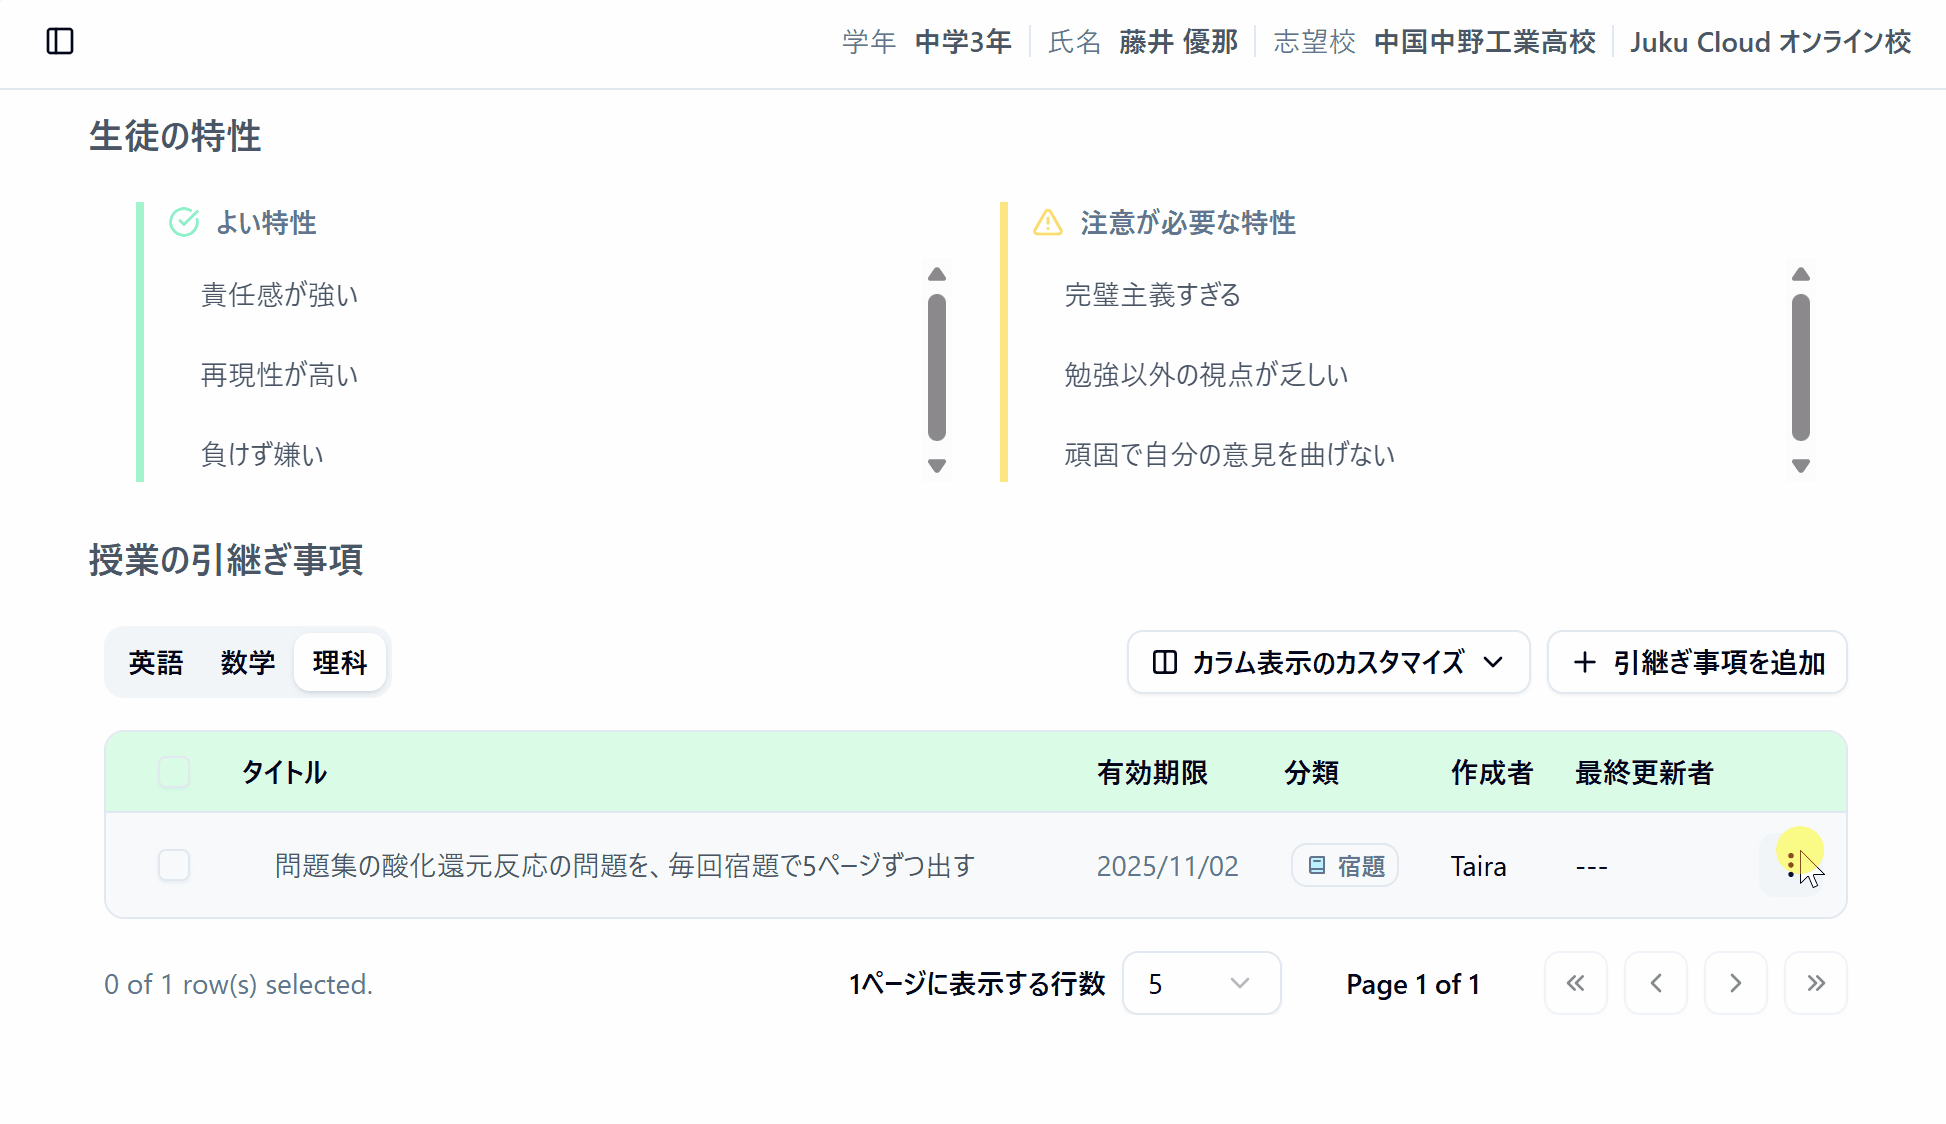 学年 中学3年 氏名 藤井 優那 志望校 中国中野工業高校 Juku Cloud オンライン校
生徒の特性
よい特性
責任感が強い
再現性が高い
負けず嫌い
注意が必要な特性
完璧主義すぎる
勉強以外の視点が乏しい
頑固で自分の意見を曲げない
授業の引継ぎ事項
英語 数学 理科
カラム表示のカスタマイズ
引継ぎ事項を追加
タイトル 有効期限 分類 作成者 最終更新者
問題集の酸化還元反応の問題を、毎回宿題で5ページずつ出す 2025/11/02 宿題 Taira ---
0 of 1 row(s) selected.
1ページに表示する行数 5 Page 1 of 1